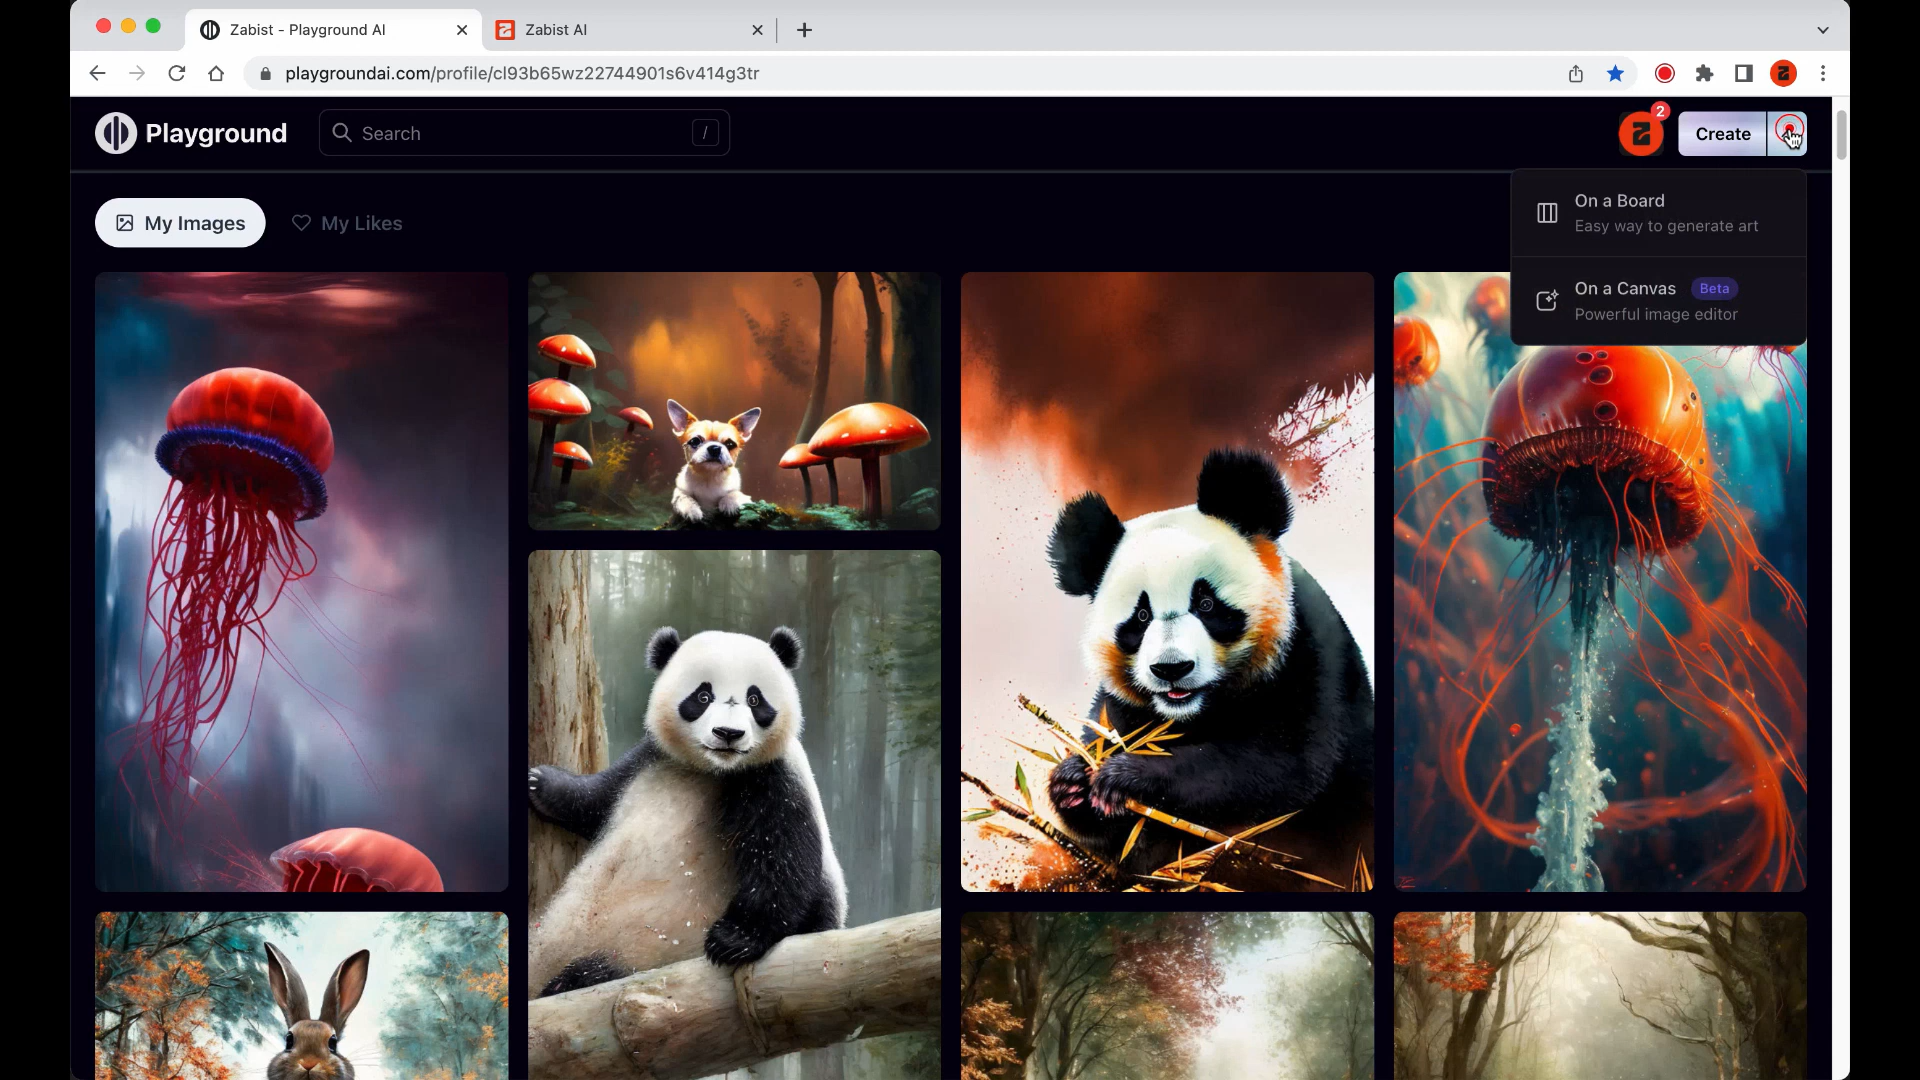 Zabist - Playground AI
Zabist AI
playgroundai.com/profile/cl93b65wz22744901s6v414g3tr
Playground
Search
/
2
Create
My Images
My Likes
On a Board
Easy way to generate art
On a Canvas Beta
Powerful image editor